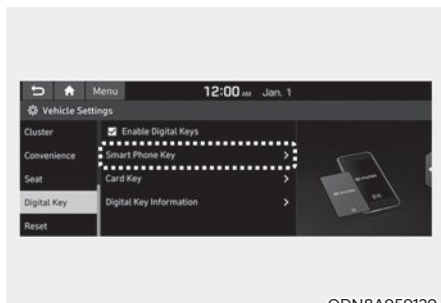 Menu 12:00 AM Jan. 1
Vehicle Settings
Cluster
Enable Digital Keys
Convenience
Smart Phone Key
Seat
Card Key
Digital Key
Digital Key Information
Reset